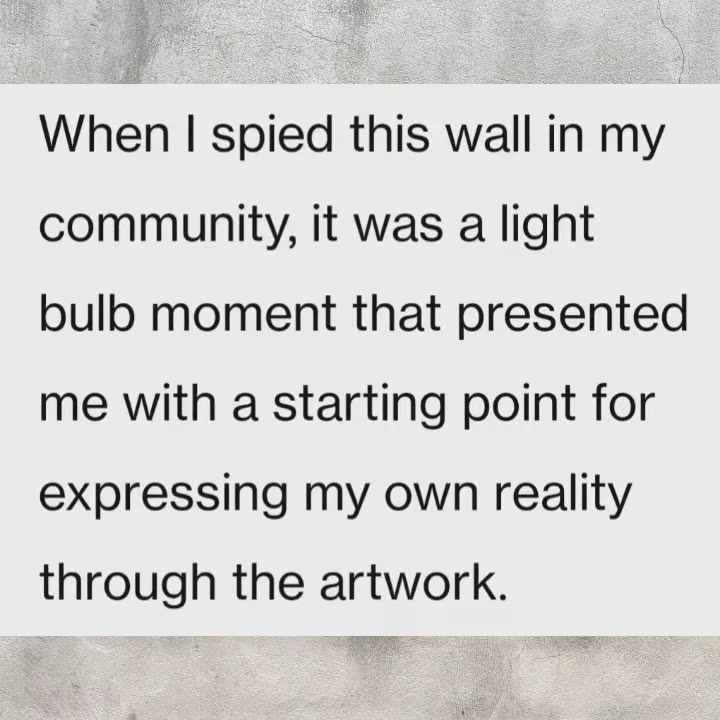 When I spied this wall in my
community, it was a light
bulb moment that presented
me with a starting point for
expressing my own reality
through the artwork.